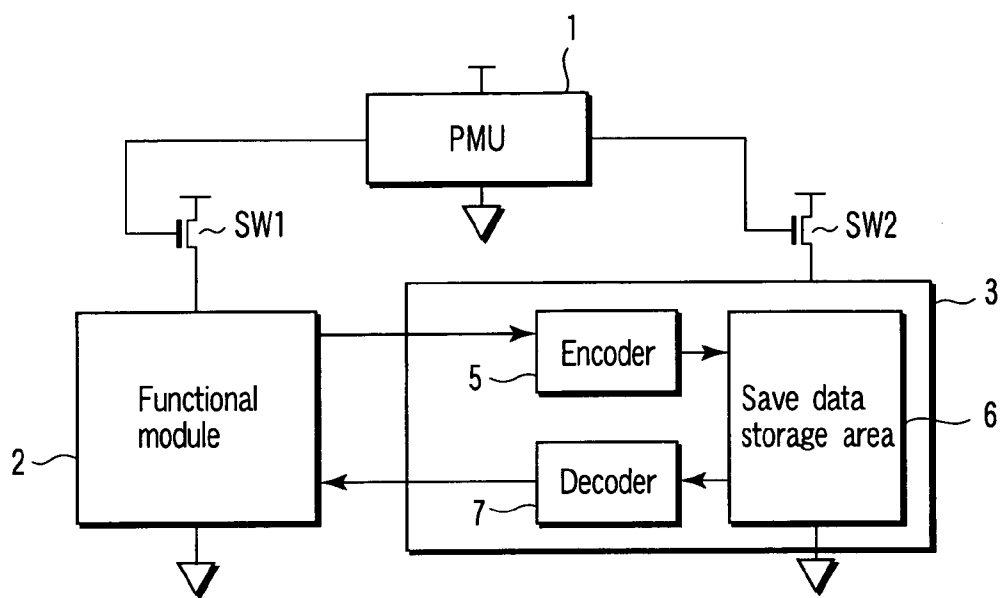 1
PMU
SW1
SW2
3
Encoder
5
Functional
module
2
Save data
storage area
6
Decoder
7